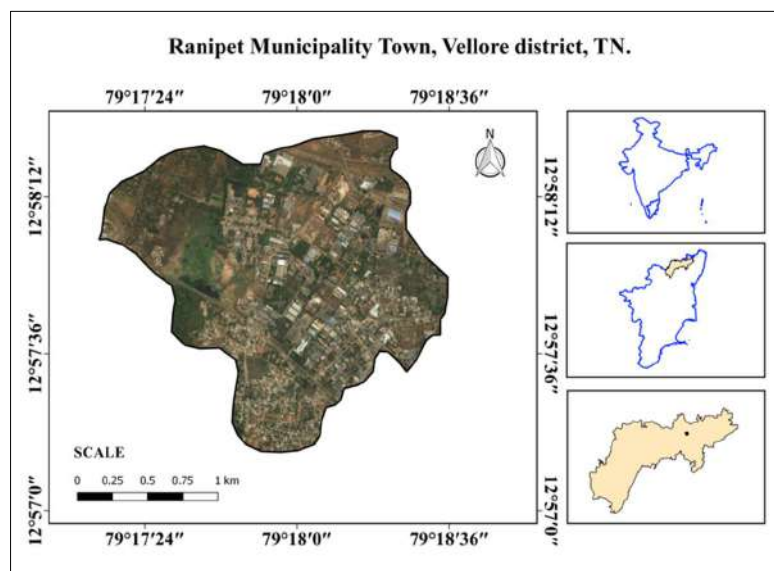 Ranipet Municipality Town, Vellore district, TN.
79°17′24″ 79°18′0″ 79°18′36″
N
12°58′12″ 12°58′12″
12°57′36″ 12°57′36″
SCALE
0 0.25 0.5 0.75 1 km
12°57′0″ 12°57′0″
79°17′24″ 79°18′0″ 79°18′36″